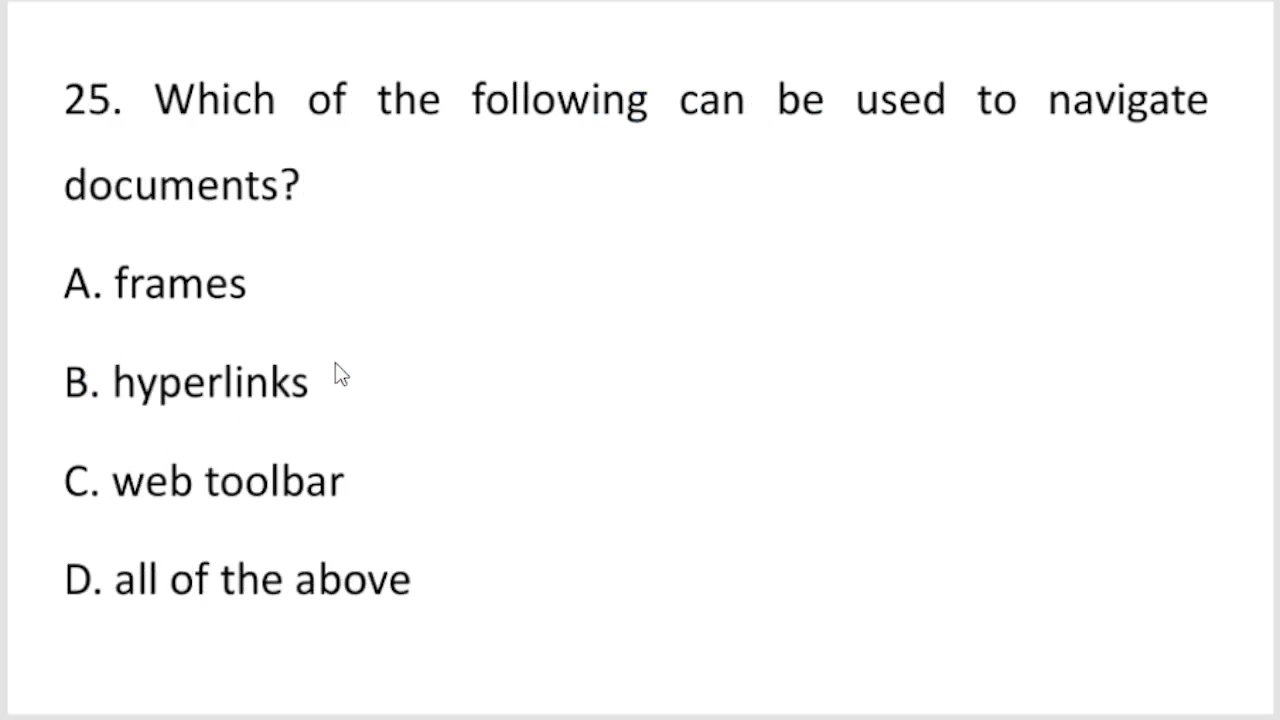 25. Which of the following can be used to navigate
documents?
A. frames
B. hyperlinks
C. web toolbar
D. all of the above